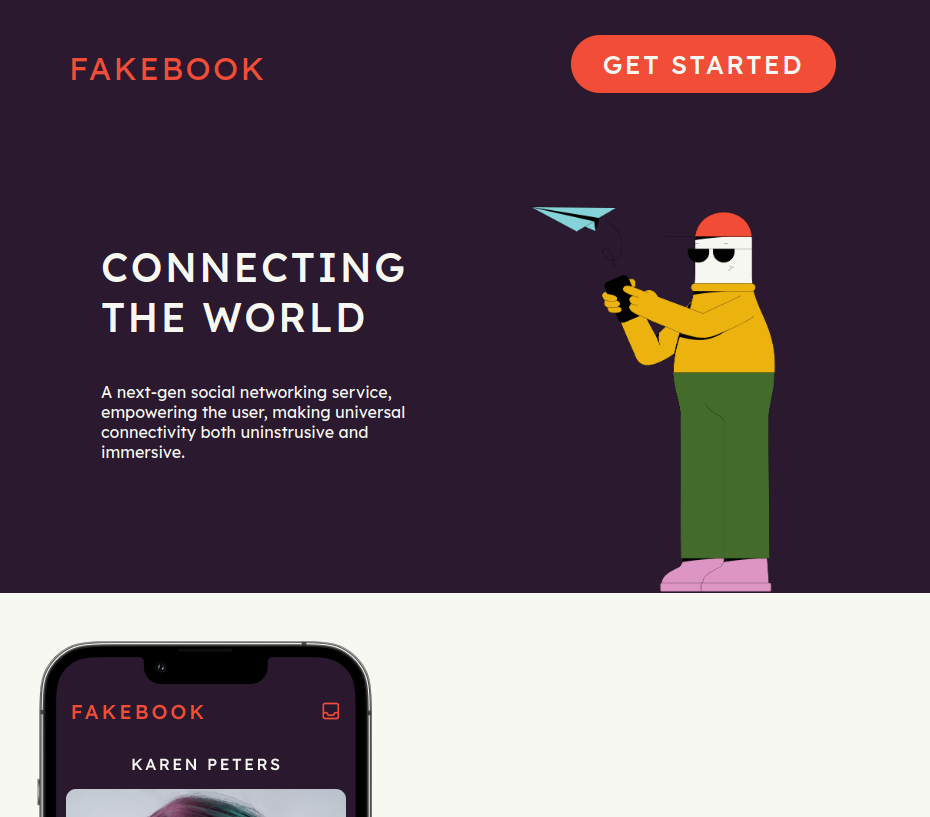 FAKEBOOK
GET STARTED
CONNECTING
THE WORLD
A next-gen social networking service,
empowering the user, making universal
connectivity both uninstrusive and
immersive.
FAKEBOOK
KAREN PETERS